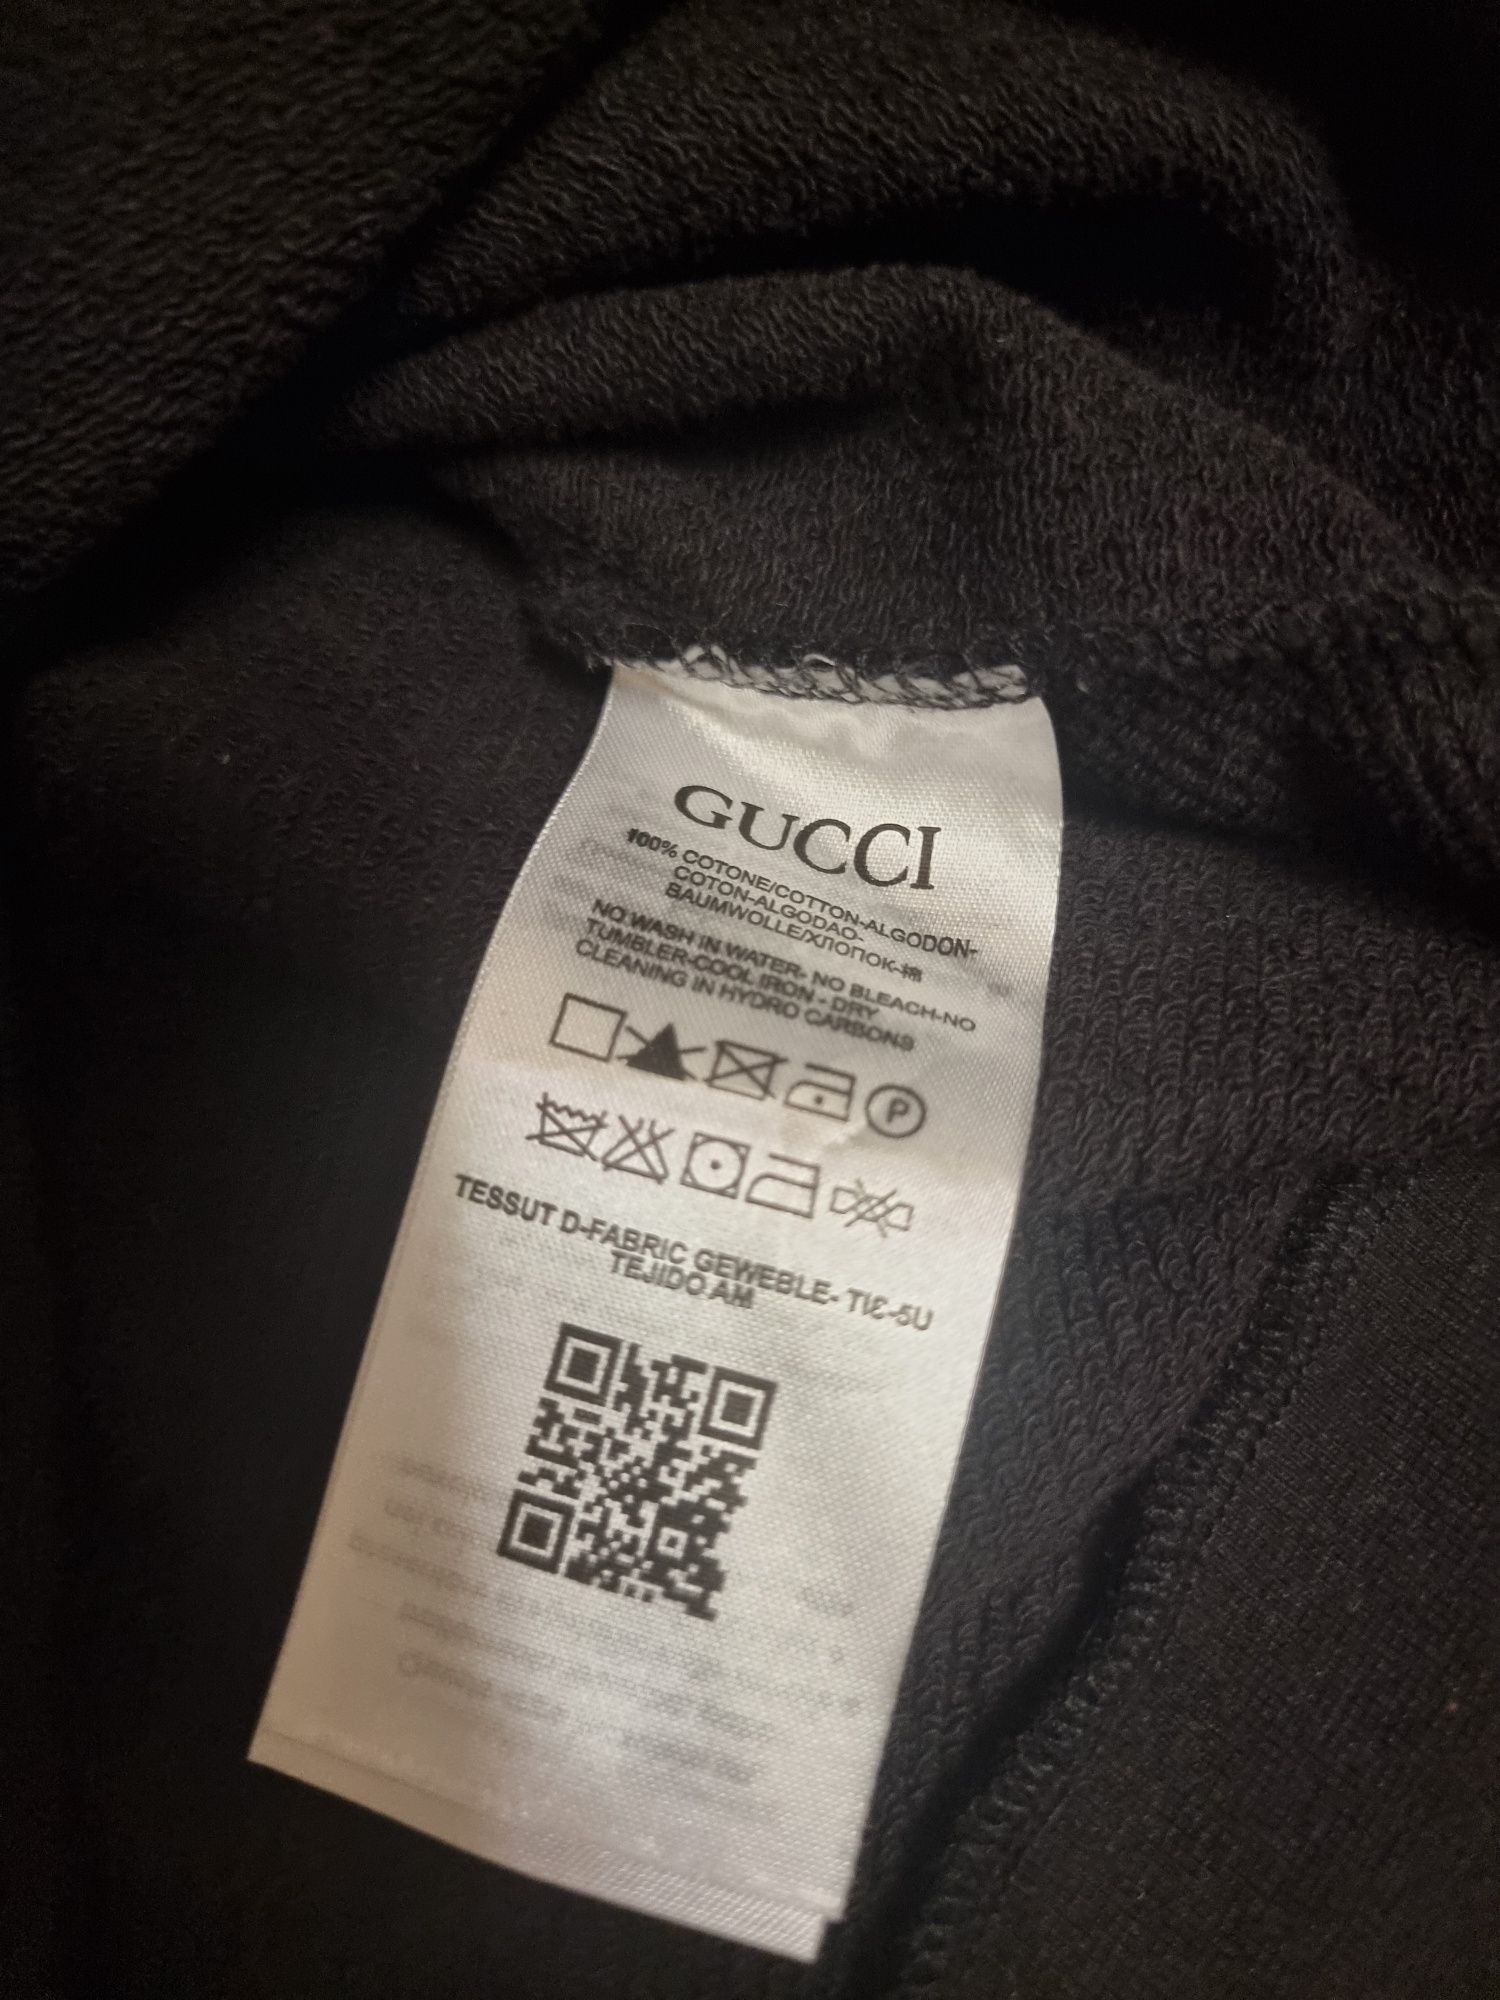 GUCCI
100% COTONE/COTTON-ALGODON-
COTON-ALGODAO-
BAUMWOLLE/ХЛОПОК-棉
NO.WASH IN WATER- NO BLEACH-NO
TUMBLER-COOL IRON - DRY
CLEANING IN HYDRO CARBONS
P
TESSUT D-FABRIC GEWEBLE- TIE-5U
TEJIDO.AM